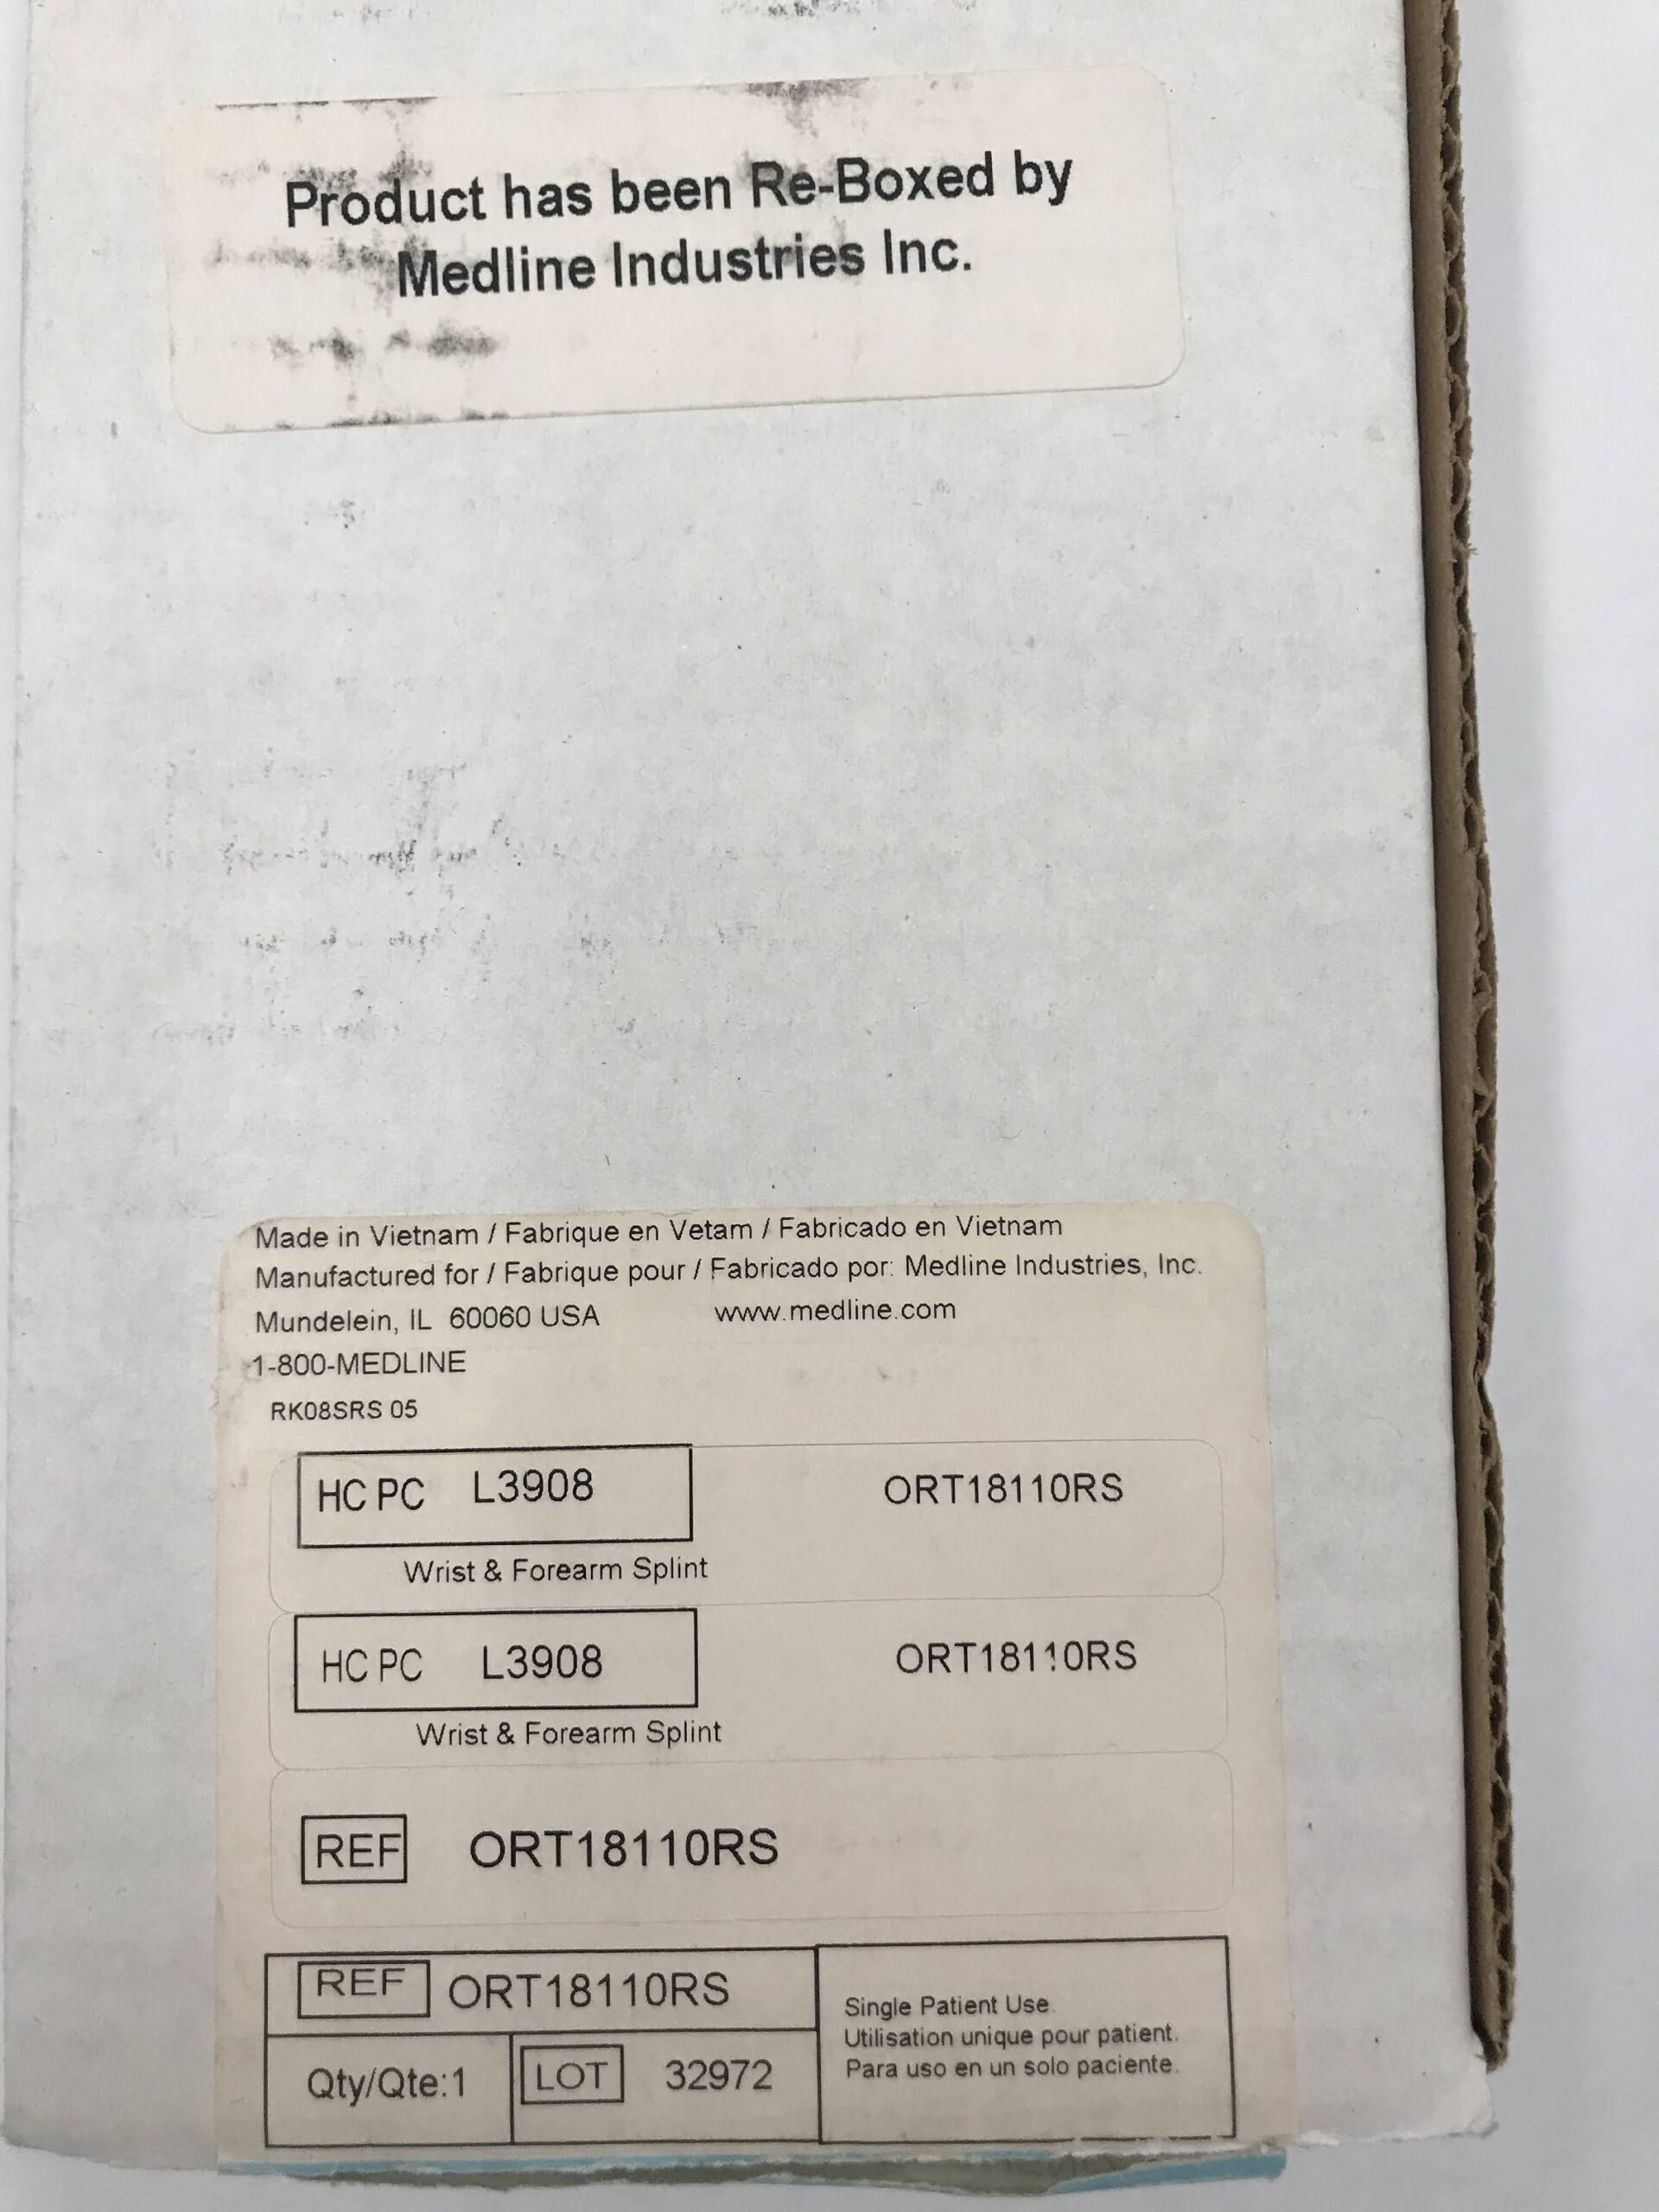 Product has been Re-Boxed by
Medline Industries Inc.
Made in Vietnam / Fabrique en Vetam / Fabricado en Vietnam
Manufactured for / Fabrique pour / Fabricado por: Medline Industries, Inc.
Mundelein, IL 60060 USA www.medline.com
1-800-MEDLINE
RK08SRS 05
HC PC L3908 ORT18110RS
Wrist & Forearm Splint
HC PC L3908 ORT18110RS
Wrist & Forearm Splint
REF ORT18110RS
REF ORT18110RS
Qty/Qte:1 LOT 32972
Single Patient Use.
Utilisation unique pour patient.
Para uso en un solo paciente.